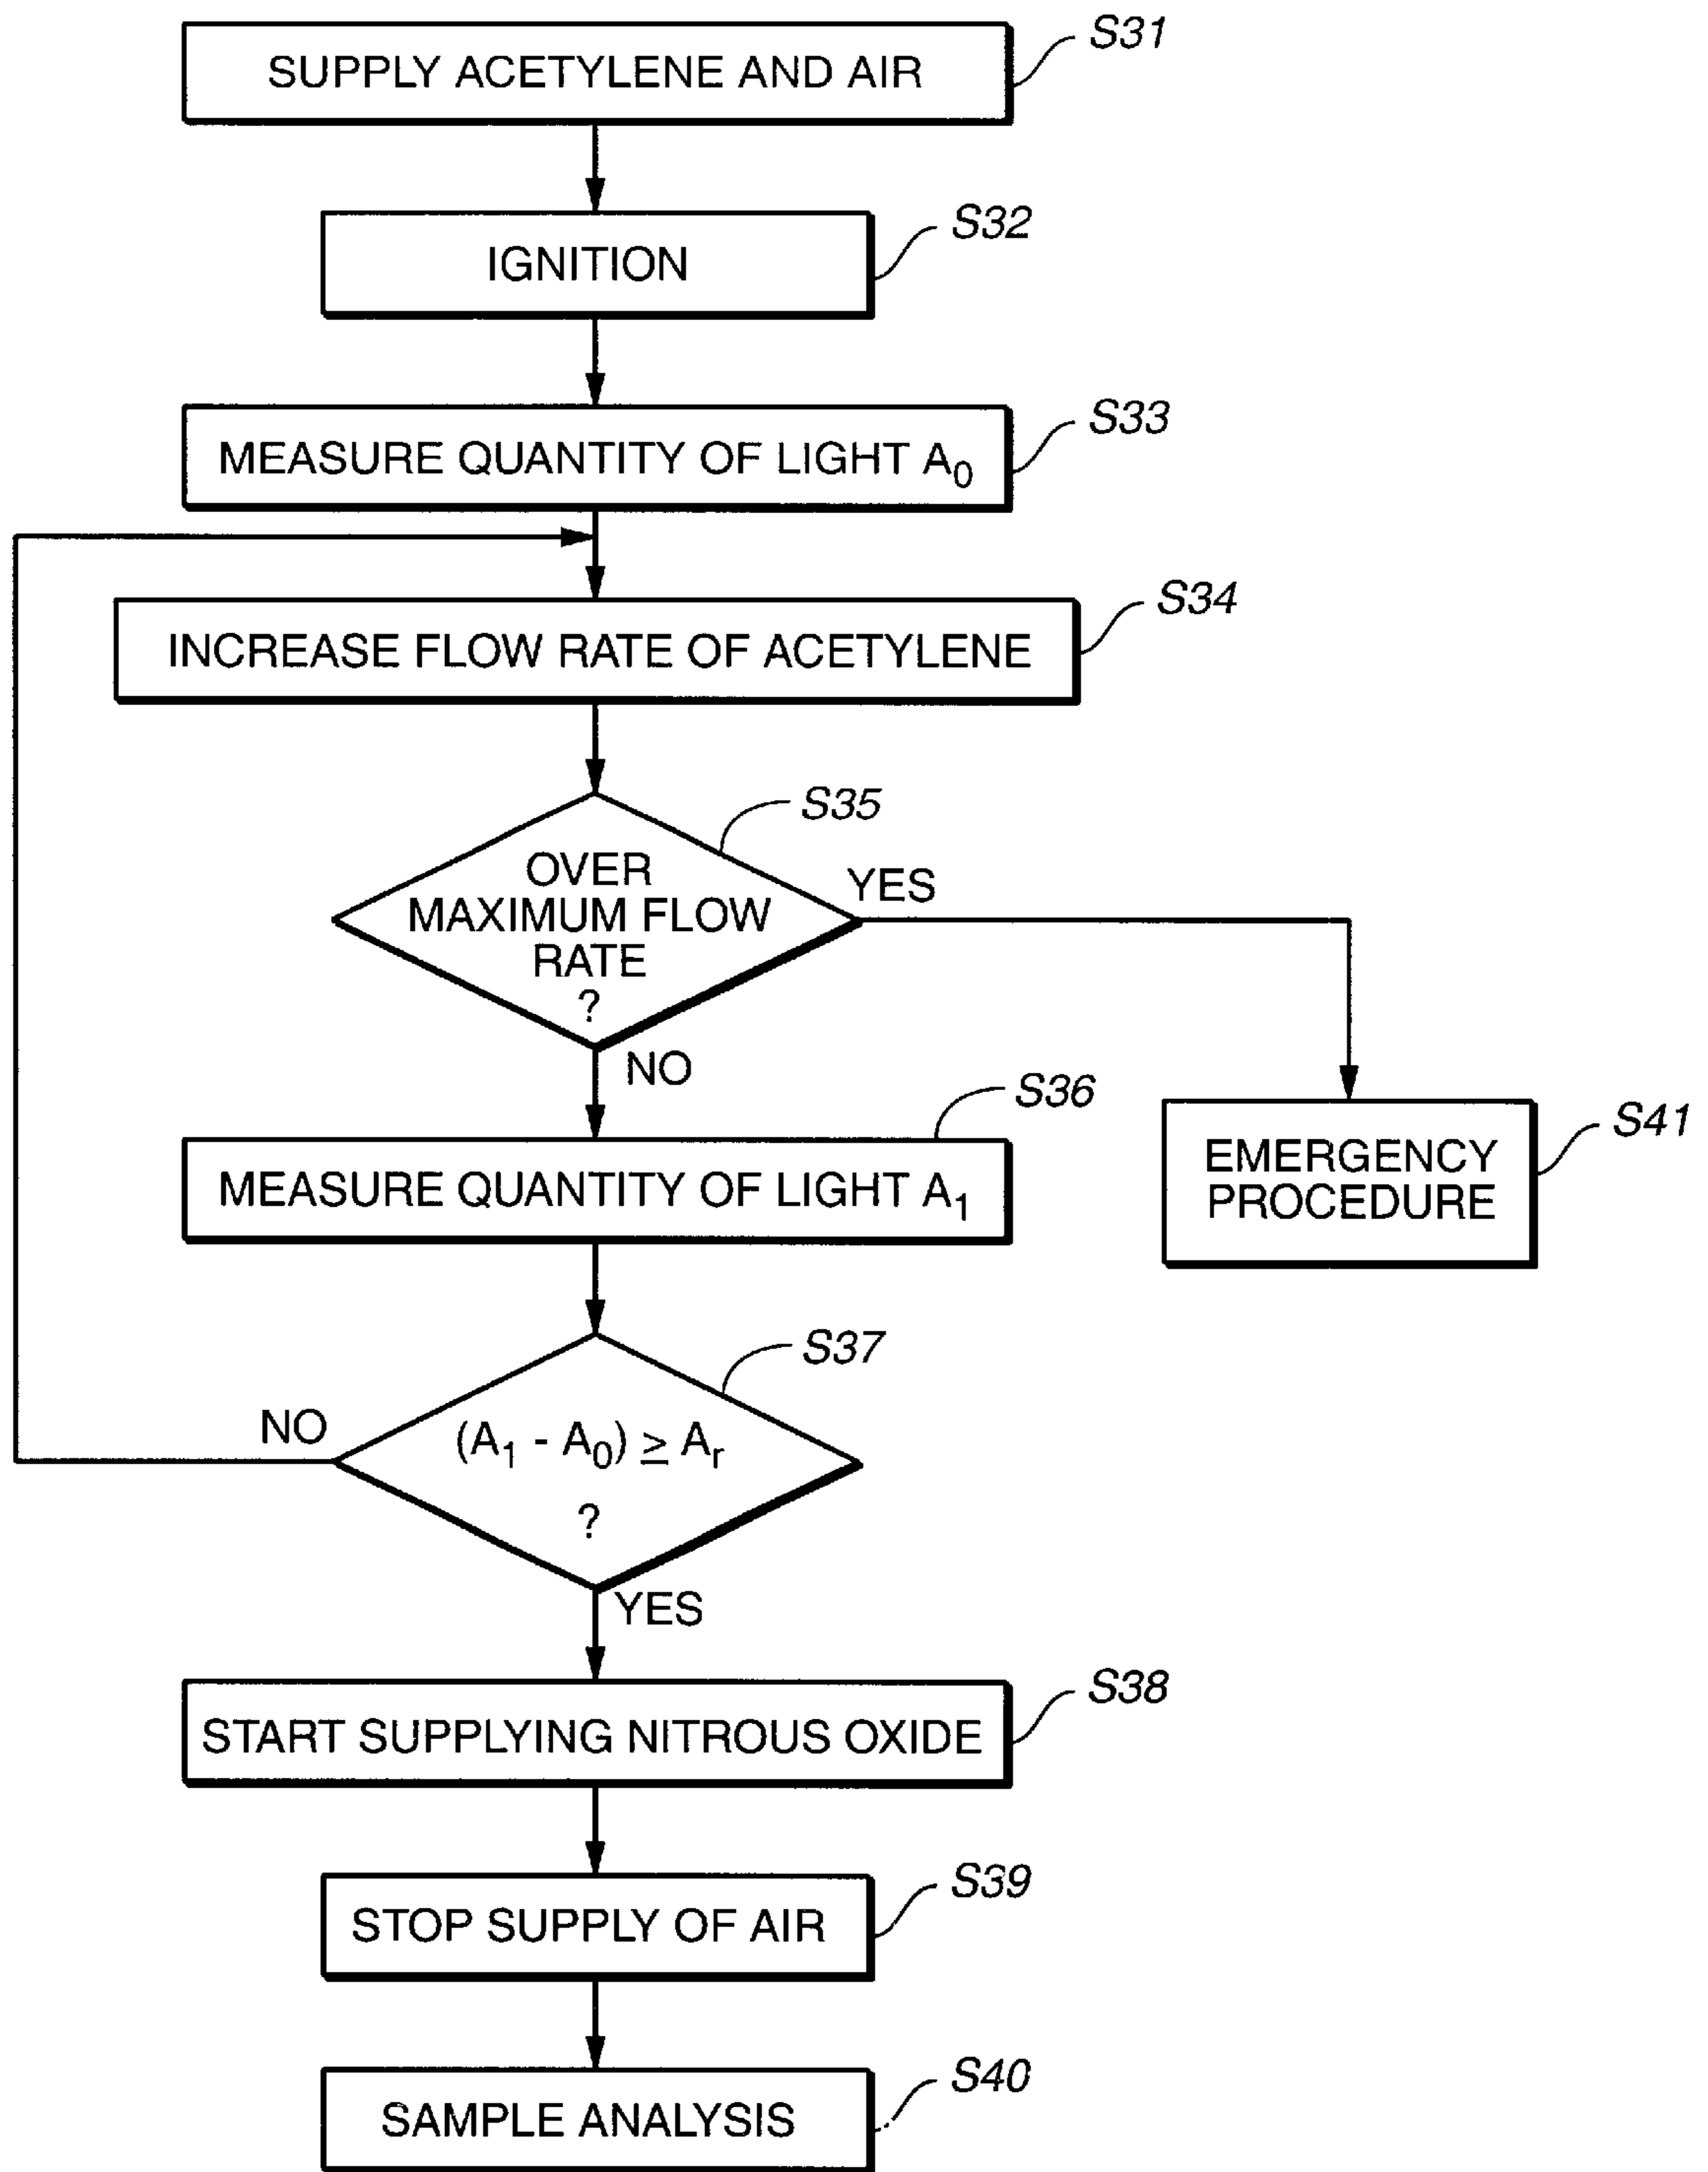 S31
SUPPLY ACETYLENE AND AIR
S32
IGNITION
S33
MEASURE QUANTITY OF LIGHT A₀
S34
INCREASE FLOW RATE OF ACETYLENE
S35
OVER
MAXIMUM FLOW
RATE
?
YES
NO
S36
MEASURE QUANTITY OF LIGHT A₁
S41
EMERGENCY
PROCEDURE
S37
(A₁ - A₀) ≥ Aᵣ
?
NO
YES
S38
START SUPPLYING NITROUS OXIDE
S39
STOP SUPPLY OF AIR
S40
SAMPLE ANALYSIS